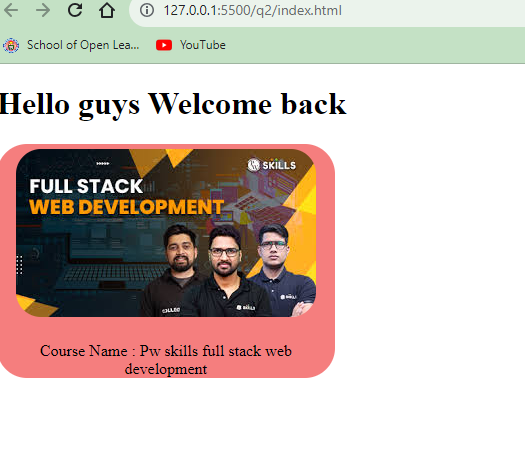 127.0.0.1:5500/q2/index.html
School of Open Lea... YouTube
Hello guys Welcome back
SKILLS
FULL STACK
WEB DEVELOPMENT
Course Name : Pw skills full stack web
development